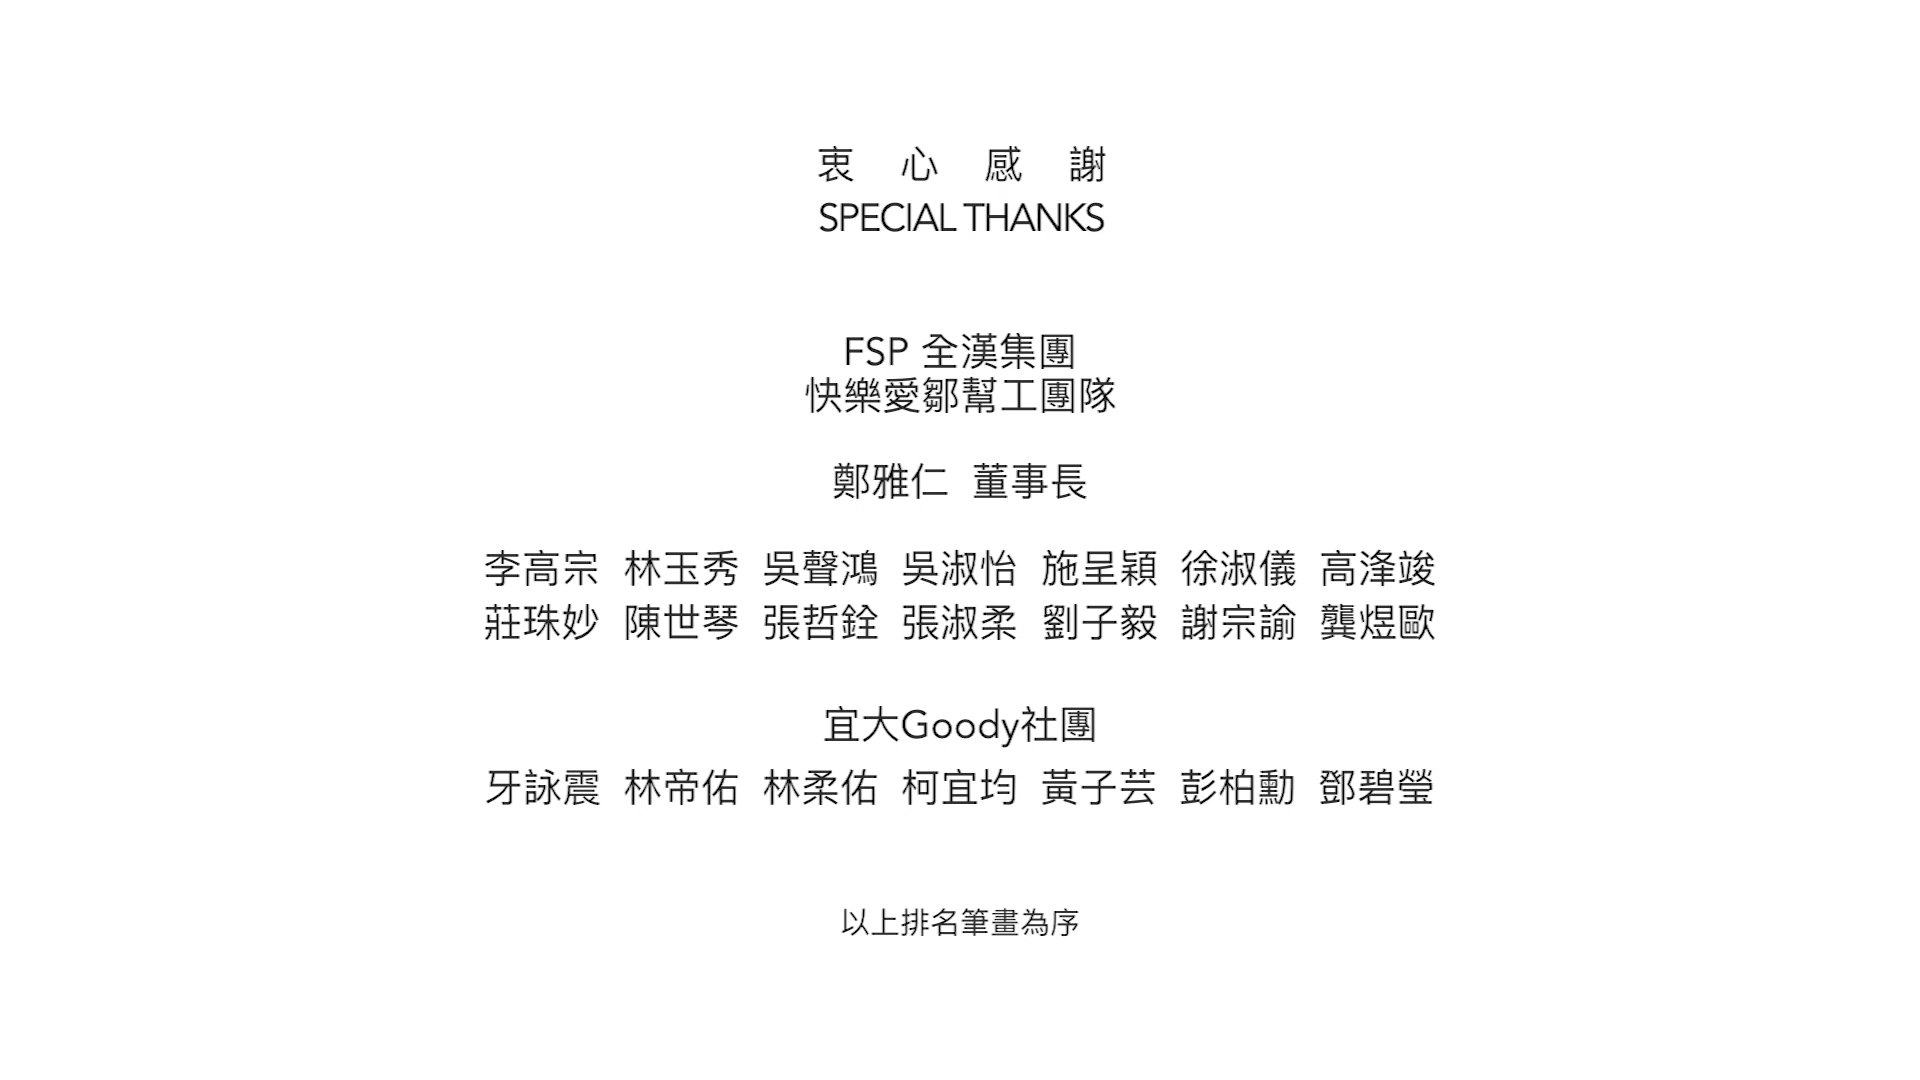 衷心感謝
SPECIAL THANKS
FSP 全漢集團
快樂愛鄒幫工團隊
鄭雅仁 董事長
李高宗 林玉秀 吳聲鴻 吳淑怡 施呈穎 徐淑儀 高浲竣
莊珠妙 陳世琴 張哲銓 張淑柔 劉子毅 謝宗諭 龔煜歐
宜大Goody社團
牙詠震 林帝佑 林柔佑 柯宜均 黃子芸 彭柏勳 鄧碧瑩
以上排名筆畫為序